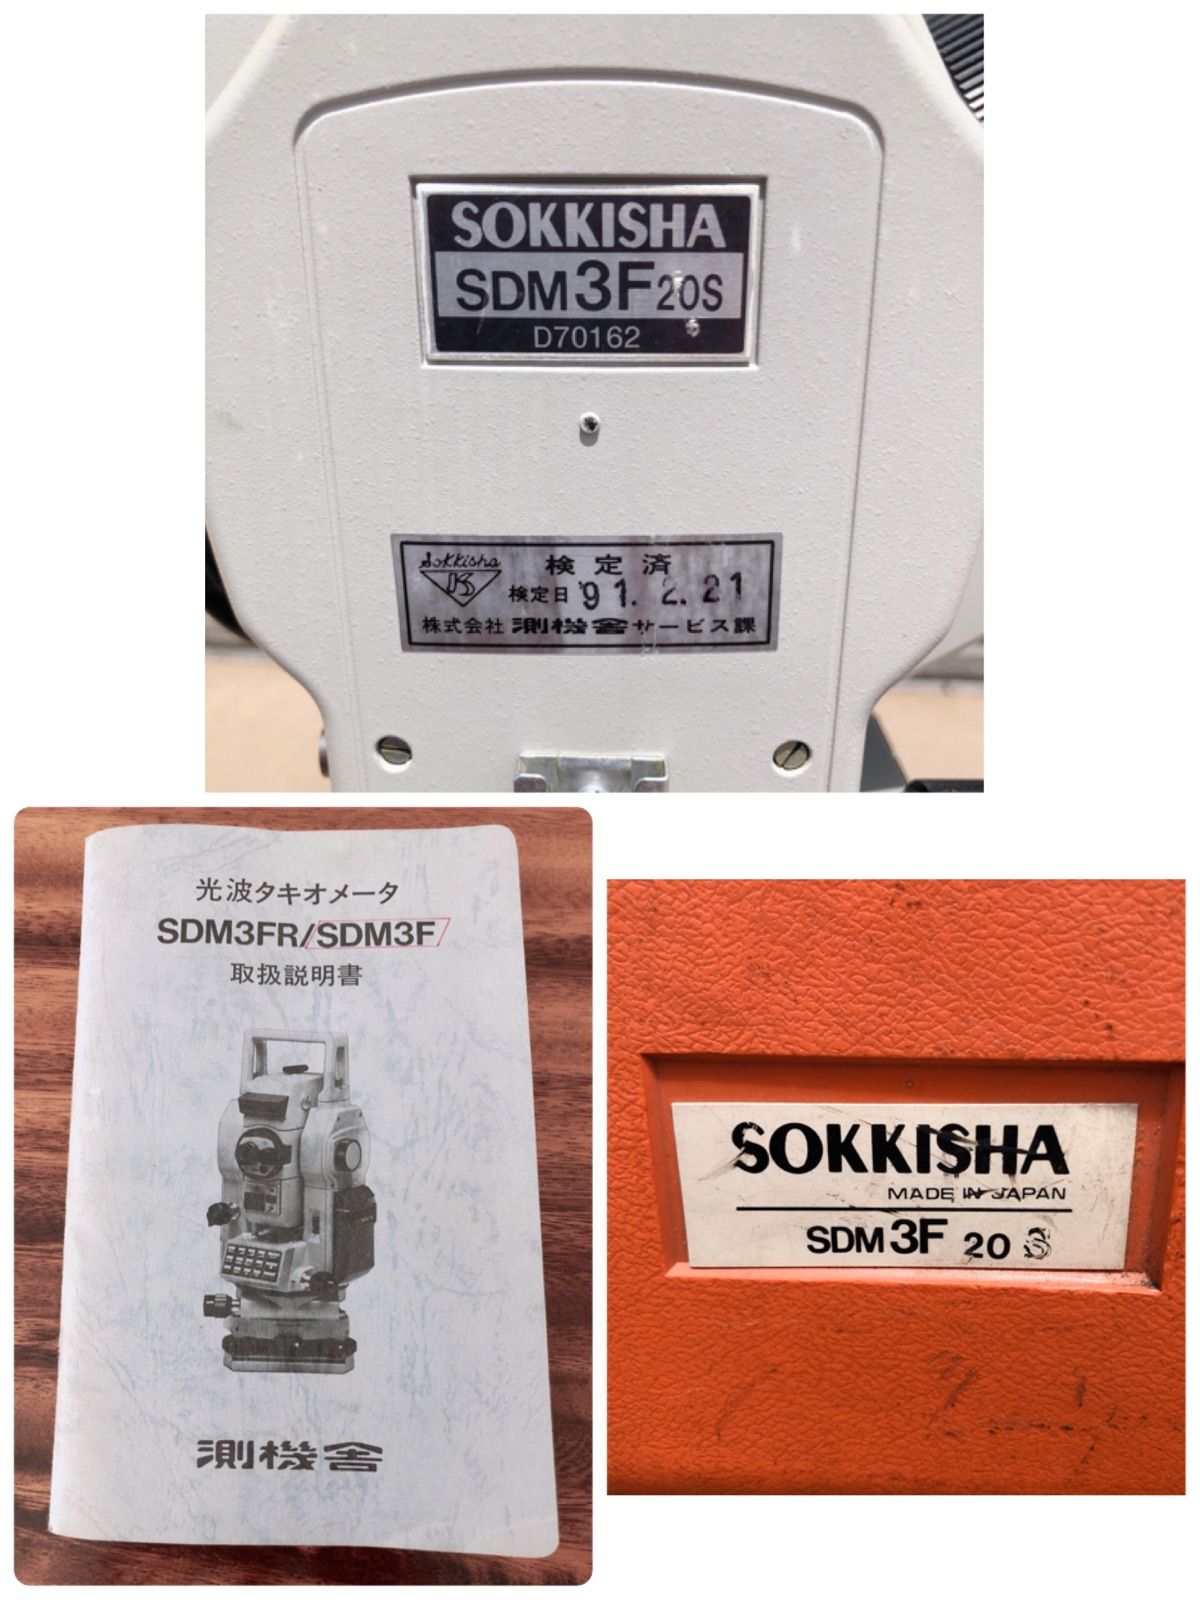 SOKKISHA
SDM3F20S
D70162
Sokkisha
検定済
検定日 '91.2.21
株式会社 測機舎サービス課
光波タキオメータ
SDM3FR/SDM3F
取扱説明書
測機舎
SOKKISHA
MADE IN JAPAN
SDM3F 20